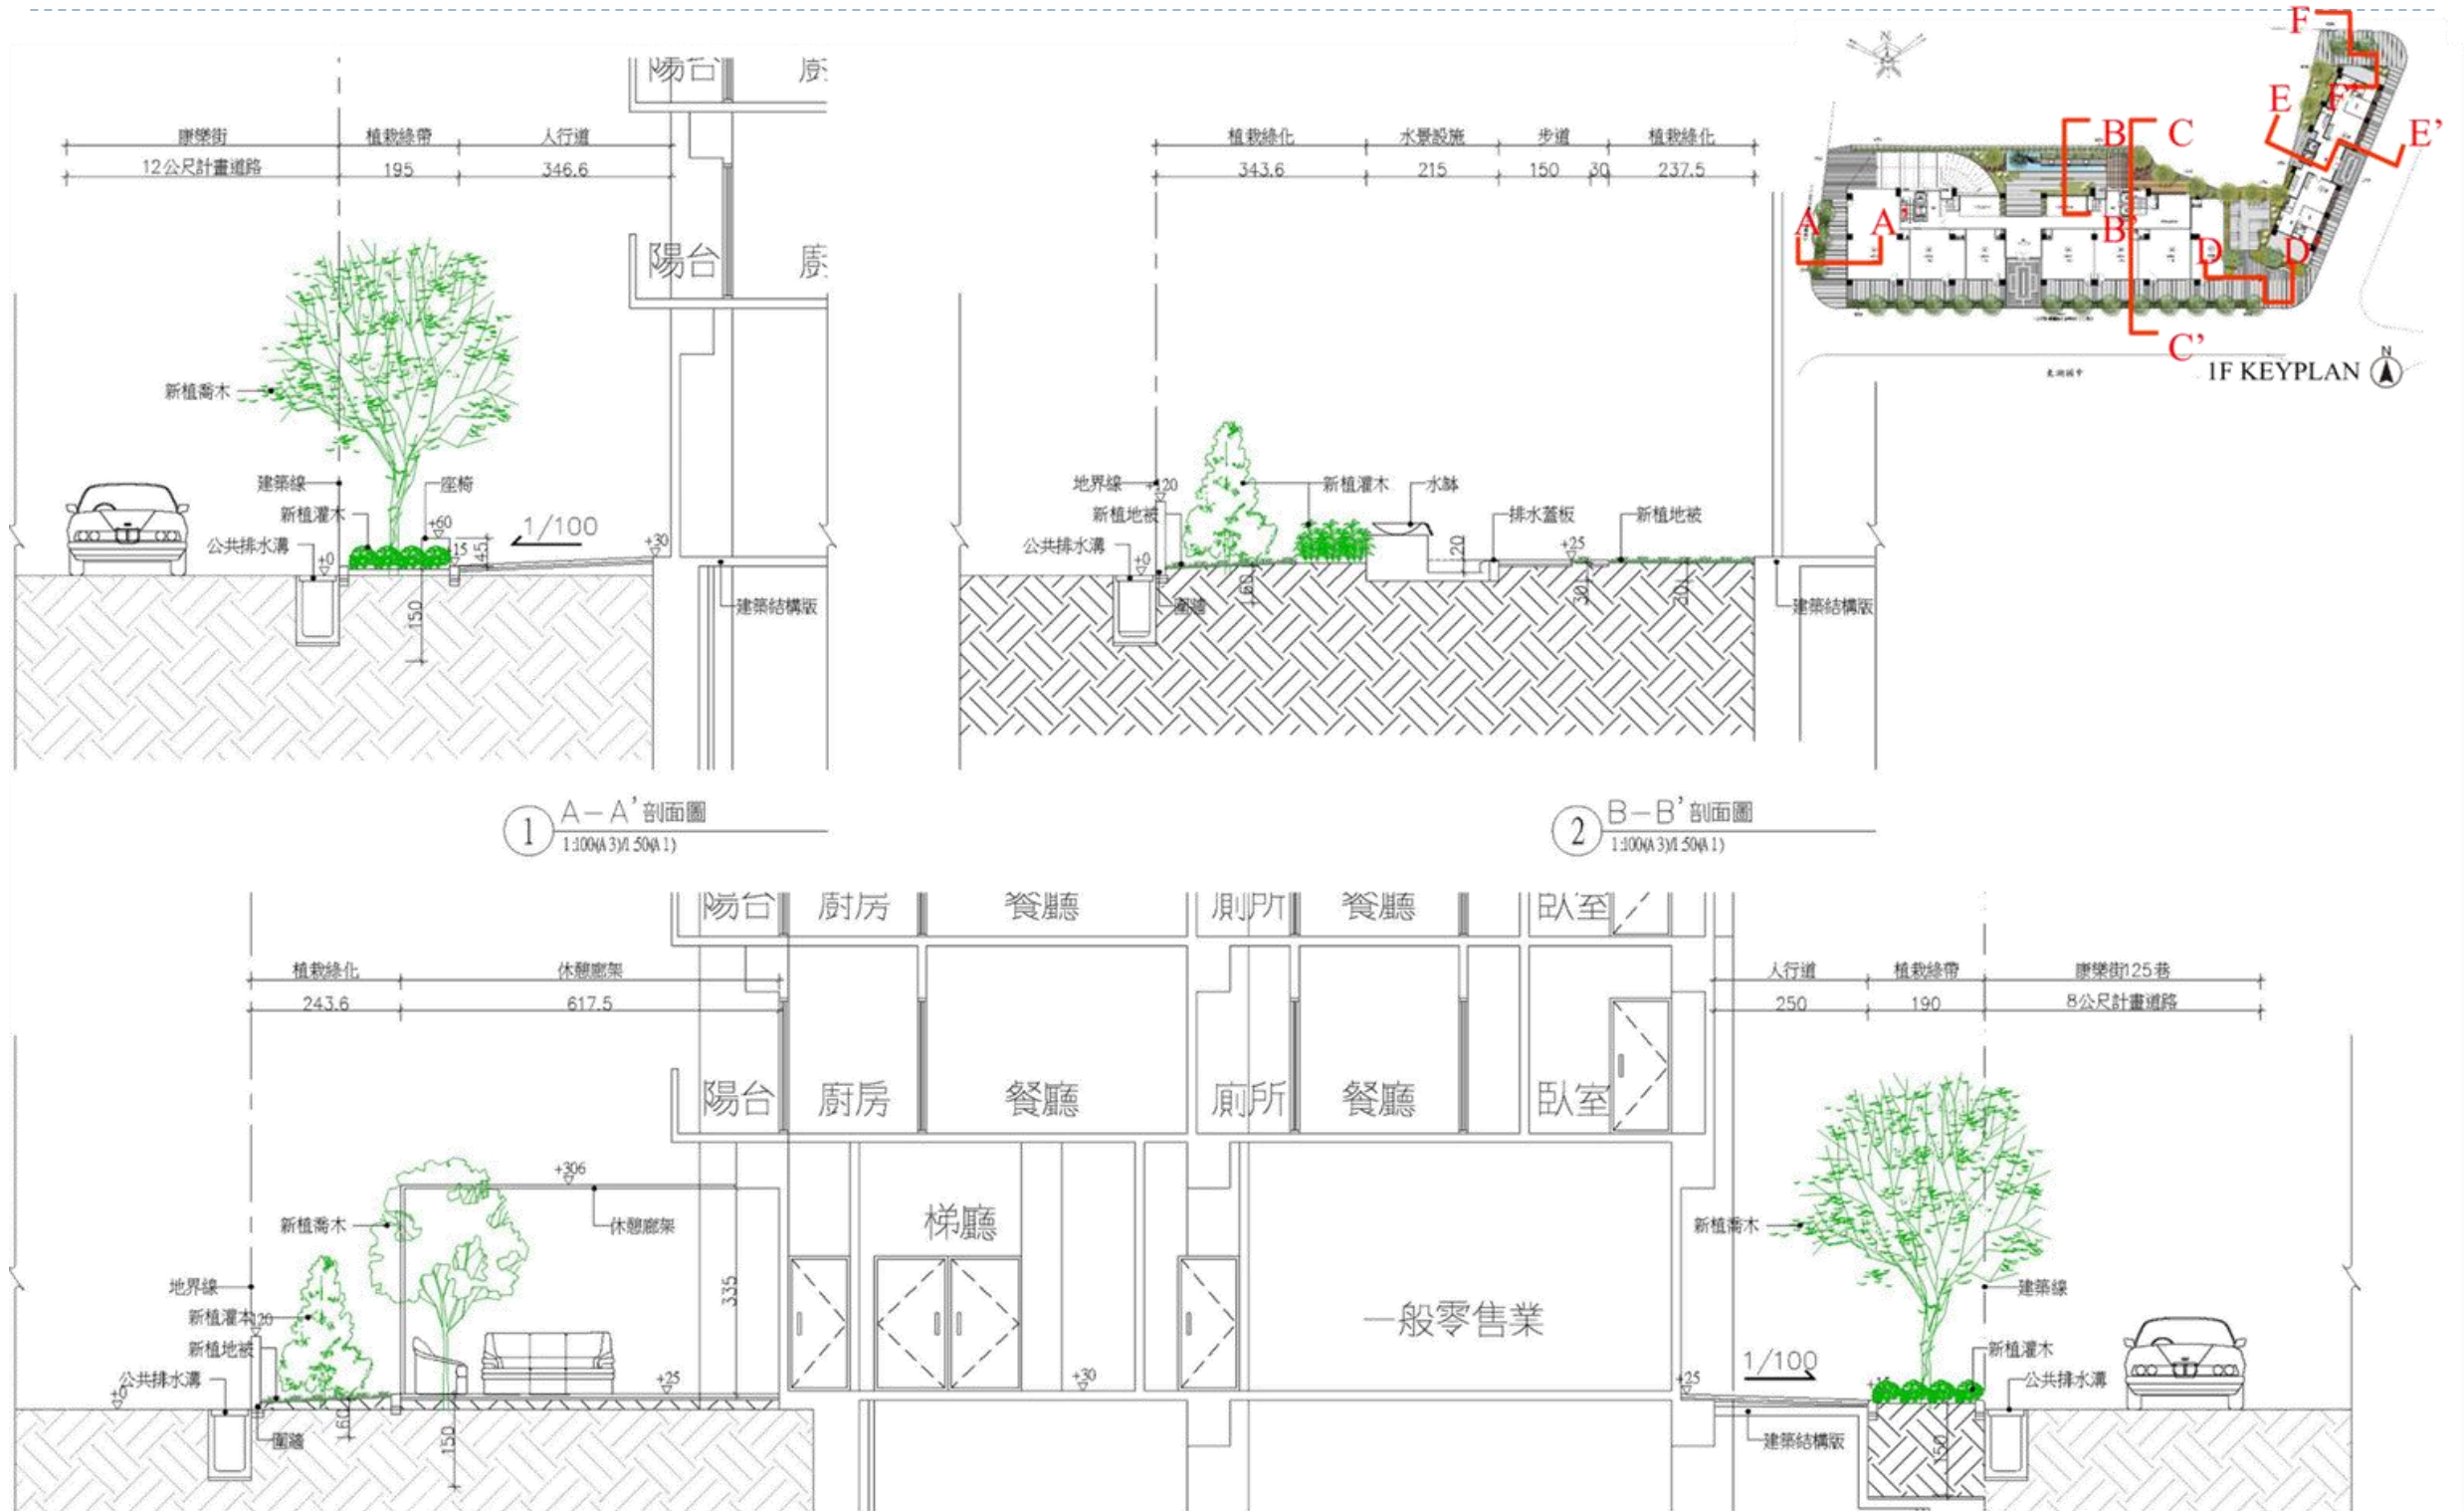 陽台
康樂街 植栽綠帶 人行道
12公尺計畫道路 195 346.6
陽台
新植喬木
建築線
座椅
新植灌木
+60
1/100
公共排水溝
+0
15
45
+30
150
建築結構版
植栽綠化 水景設施 步道 植栽綠化
343.6 215 150 30 237.5
地界線
新植灌木
水缽
新植地被
排水蓋板
新植地被
公共排水溝
+0
20
+25
60
30
30
圍牆
建築結構版
N
F
E F'
B C
E'
A A'
B'
D D'
C'
N
1F KEYPLAN
1 A-A'剖面圖
1:100(A3)/1:50(A1)
2 B-B'剖面圖
1:100(A3)/1:50(A1)
陽台 廚房 餐廳 廁所 餐廳 臥室
植栽綠化 休憩廊架
243.6 617.5
人行道 植栽綠帶 康樂街125巷
250 190 8公尺計畫道路
陽台 廚房 餐廳 廁所 餐廳 臥室
+306
新植喬木
休憩廊架
梯廳
新植喬木
地界線
建築線
新植灌木
335
一般零售業
新植地被
新植灌木
1/100
公共排水溝
+0
+25
+30
+25
公共排水溝
60
150
圍牆
建築結構版
150